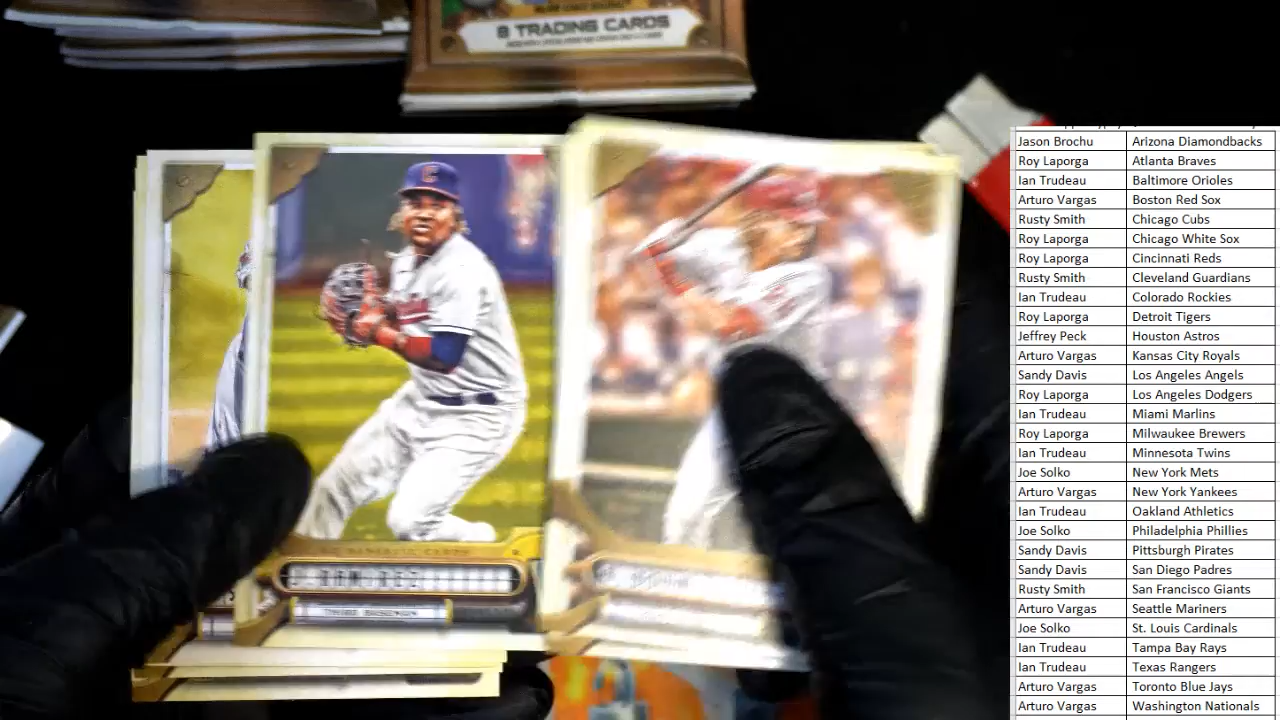 8 TRADING CARDS
J. RAMIREZ
THIRD BASEMAN
Jason Brochu Arizona Diamondbacks
Roy Laporga Atlanta Braves
Ian Trudeau Baltimore Orioles
Arturo Vargas Boston Red Sox
Rusty Smith Chicago Cubs
Roy Laporga Chicago White Sox
Roy Laporga Cincinnati Reds
Rusty Smith Cleveland Guardians
Ian Trudeau Colorado Rockies
Roy Laporga Detroit Tigers
Jeffrey Peck Houston Astros
Arturo Vargas Kansas City Royals
Sandy Davis Los Angeles Angels
Roy Laporga Los Angeles Dodgers
Ian Trudeau Miami Marlins
Roy Laporga Milwaukee Brewers
Ian Trudeau Minnesota Twins
Joe Solko New York Mets
Arturo Vargas New York Yankees
Ian Trudeau Oakland Athletics
Joe Solko Philadelphia Phillies
Sandy Davis Pittsburgh Pirates
Sandy Davis San Diego Padres
Rusty Smith San Francisco Giants
Arturo Vargas Seattle Mariners
Joe Solko St. Louis Cardinals
Ian Trudeau Tampa Bay Rays
Ian Trudeau Texas Rangers
Arturo Vargas Toronto Blue Jays
Arturo Vargas Washington Nationals